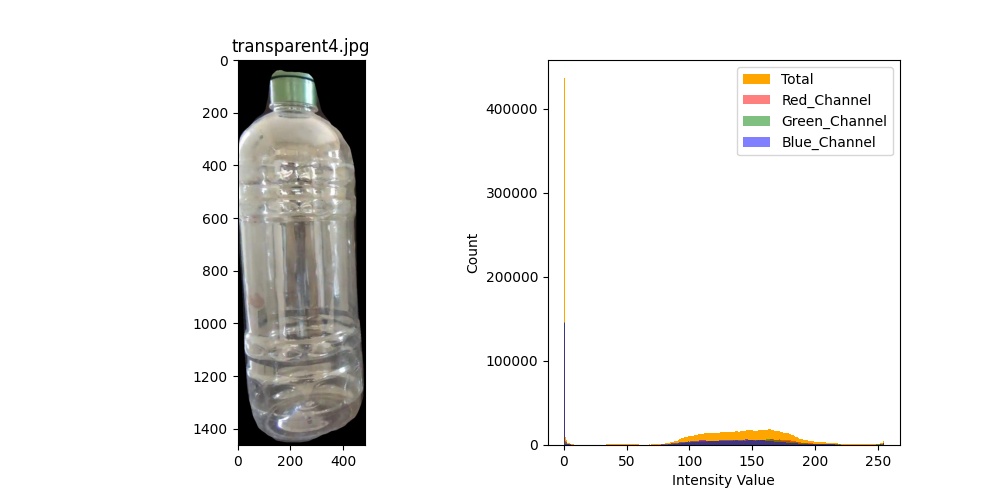 transparent4.jpg
0
200
400
600
800
1000
1200
1400
0 200 400
Count
400000
300000
200000
100000
0
0 50 100 150 200 250
Intensity Value
Total
Red_Channel
Green_Channel
Blue_Channel